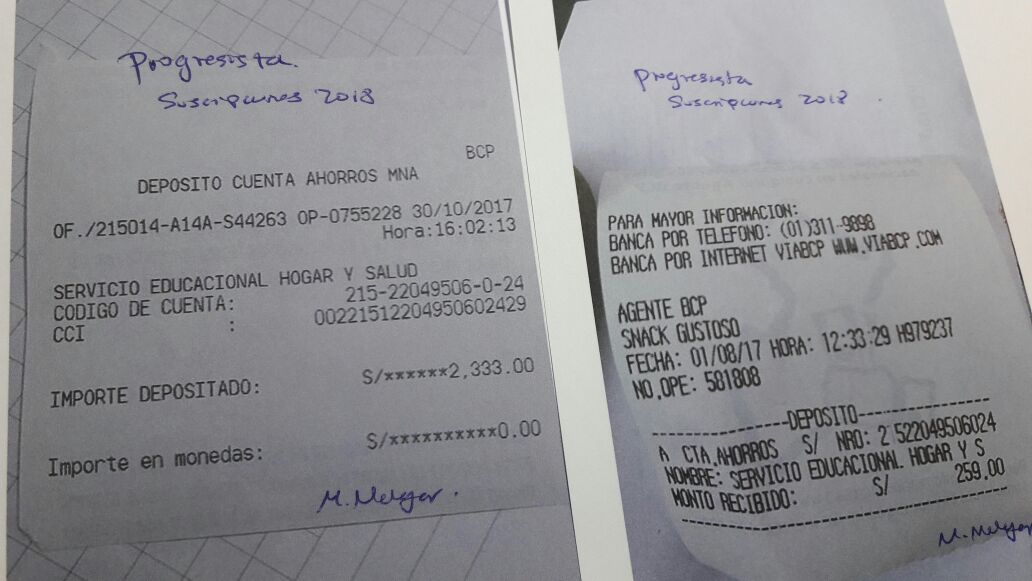 Progresista.
Suscripciones 2018
BCP
DEPOSITO CUENTA AHORROS MNA
OF./215014-A14A-S44263 OP-0755228 30/10/2017
Hora:16:02:13
SERVICIO EDUCACIONAL HOGAR Y SALUD
CODIGO DE CUENTA: 215-22049506-0-24
CCI : 00221512204950602429
IMPORTE DEPOSITADO: S/******2,333.00
Importe en monedas: S/**********0.00
M. Melgar.
Progresista
Suscripciones 2018
PARA MAYOR INFORMACION:
BANCA POR TELEFONO: (01)311-9898
BANCA POR INTERNET VIABCP WWW.VIABCP.COM
AGENTE BCP
SNACK GUSTOSO
FECHA: 01/08/17 HORA: 12:33:29 H979237
NO.OPE: 581808
--------------DEPOSITO--------------
A CTA.AHORROS S/ NRO: 2 522049506024
NOMBRE: SERVICIO EDUCACIONAL HOGAR Y S
MONTO RECIBIDO: S/ 259.00
M. Melgar